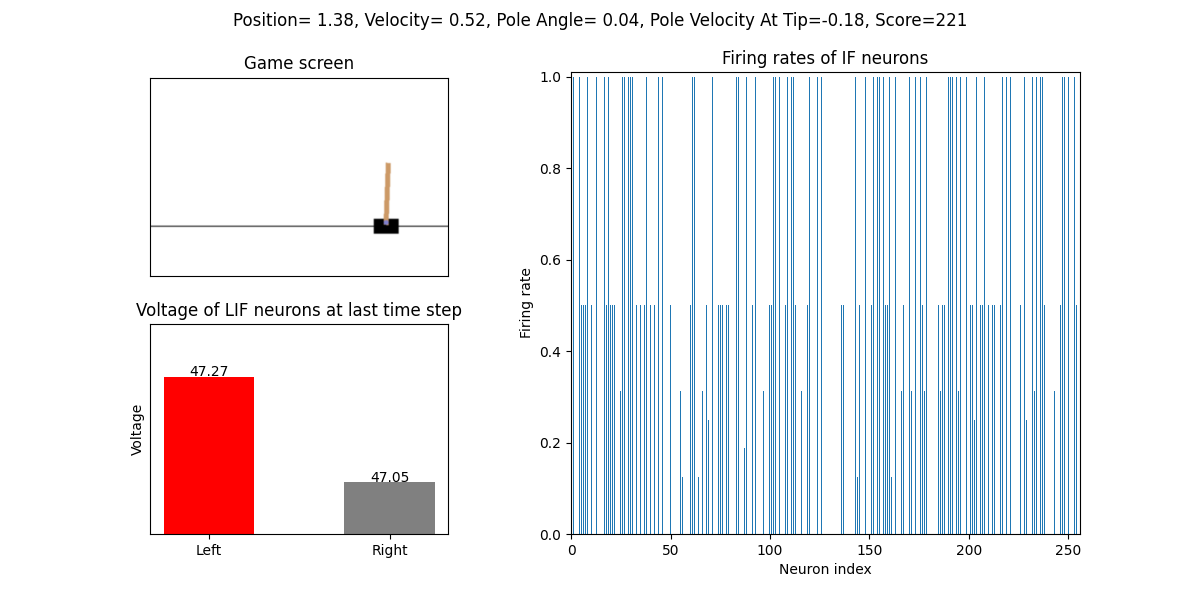 Position= 1.38, Velocity= 0.52, Pole Angle= 0.04, Pole Velocity At Tip=-0.18, Score=221
Game screen
Voltage of LIF neurons at last time step
47.27
47.05
Voltage
Left
Right
Firing rates of IF neurons
1.0
0.8
0.6
0.4
0.2
0.0
Firing rate
0
50
100
150
200
250
Neuron index